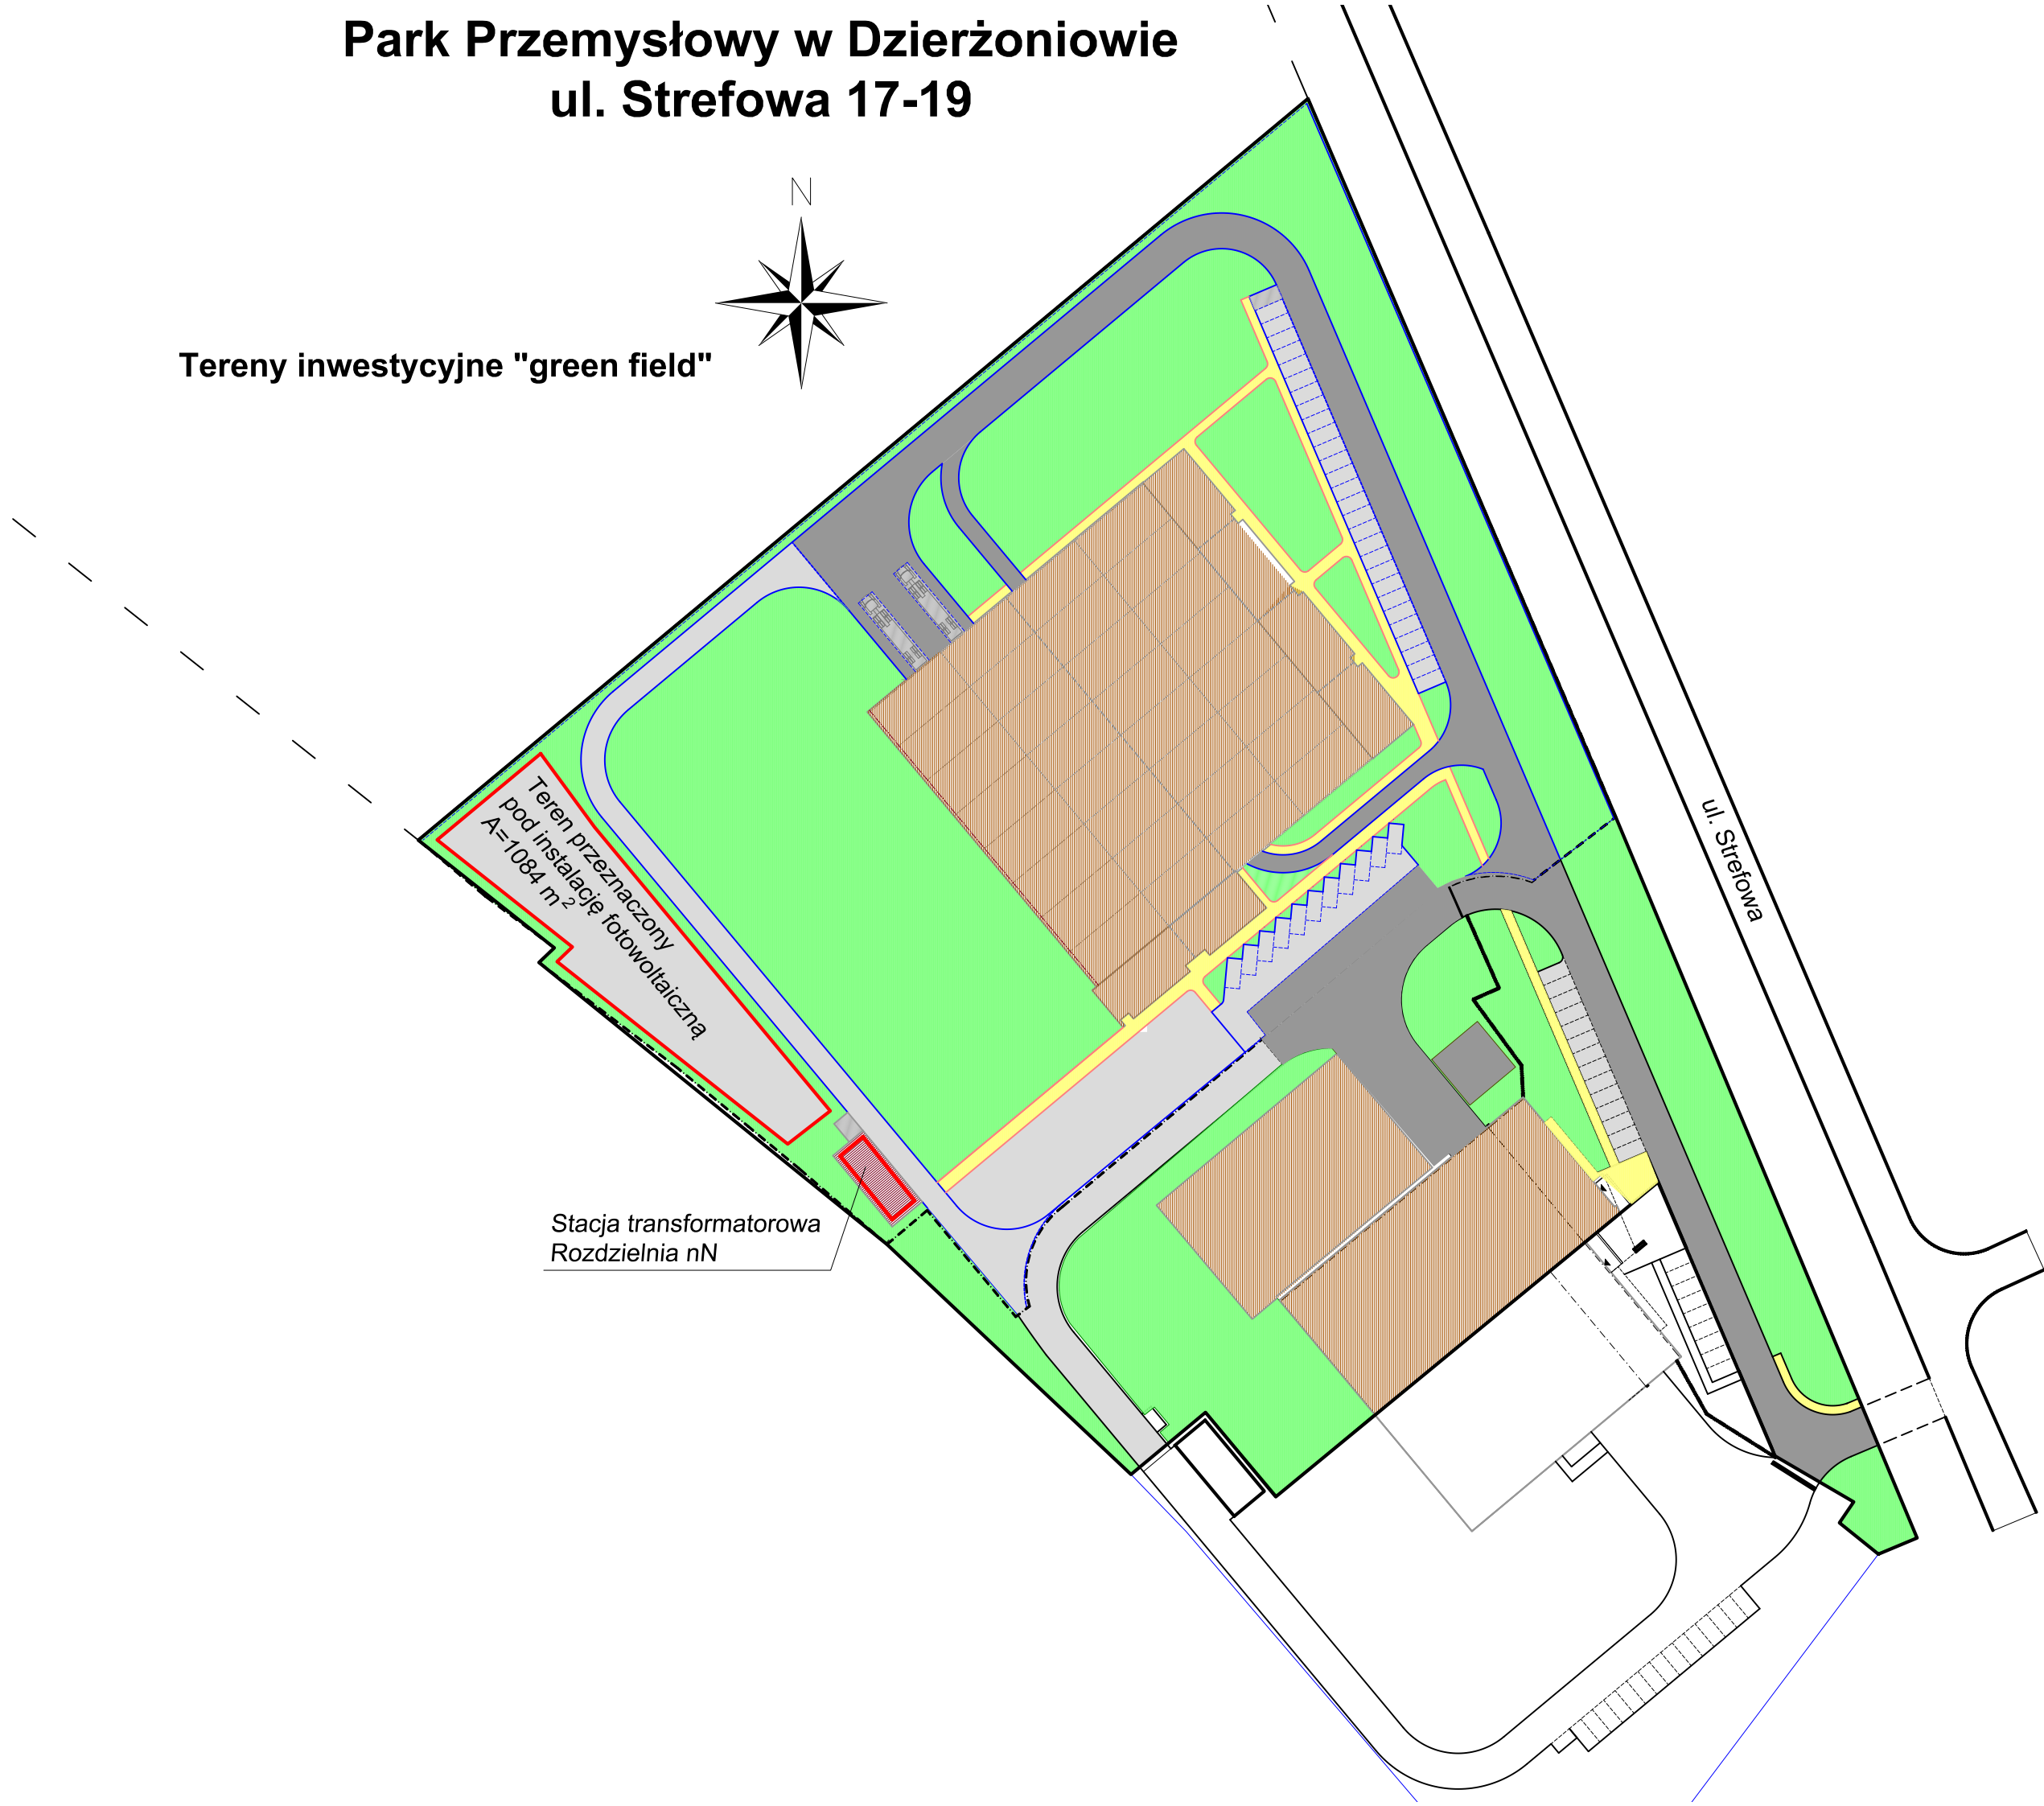 Park Przemysłowy w Dzierżoniowie
ul. Strefowa 17-19
N
Tereny inwestycyjne "green field"
Teren przeznaczony
pod instalację fotowoltaiczną
A=1084 m²
ul. Strefowa
Stacja transformatorowa
Rozdzielnia nN